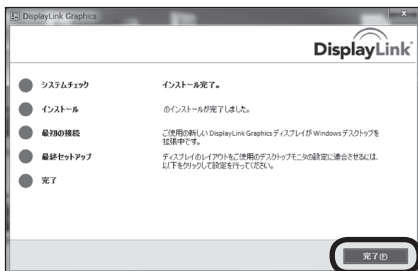 DisplayLink Graphics
DisplayLink
システムチェック
インストール完了。
インストール
のインストールが完了しました。
最初の接続
ご使用の新しい DisplayLink Graphics ディスプレイが Windows デスクトップを
拡張中です。
最終セットアップ
ディスプレイのレイアウトをご使用のデスクトップモニタの設定に適合させるには、
以下をクリックして設定を行ってください。
完了
完了(F)